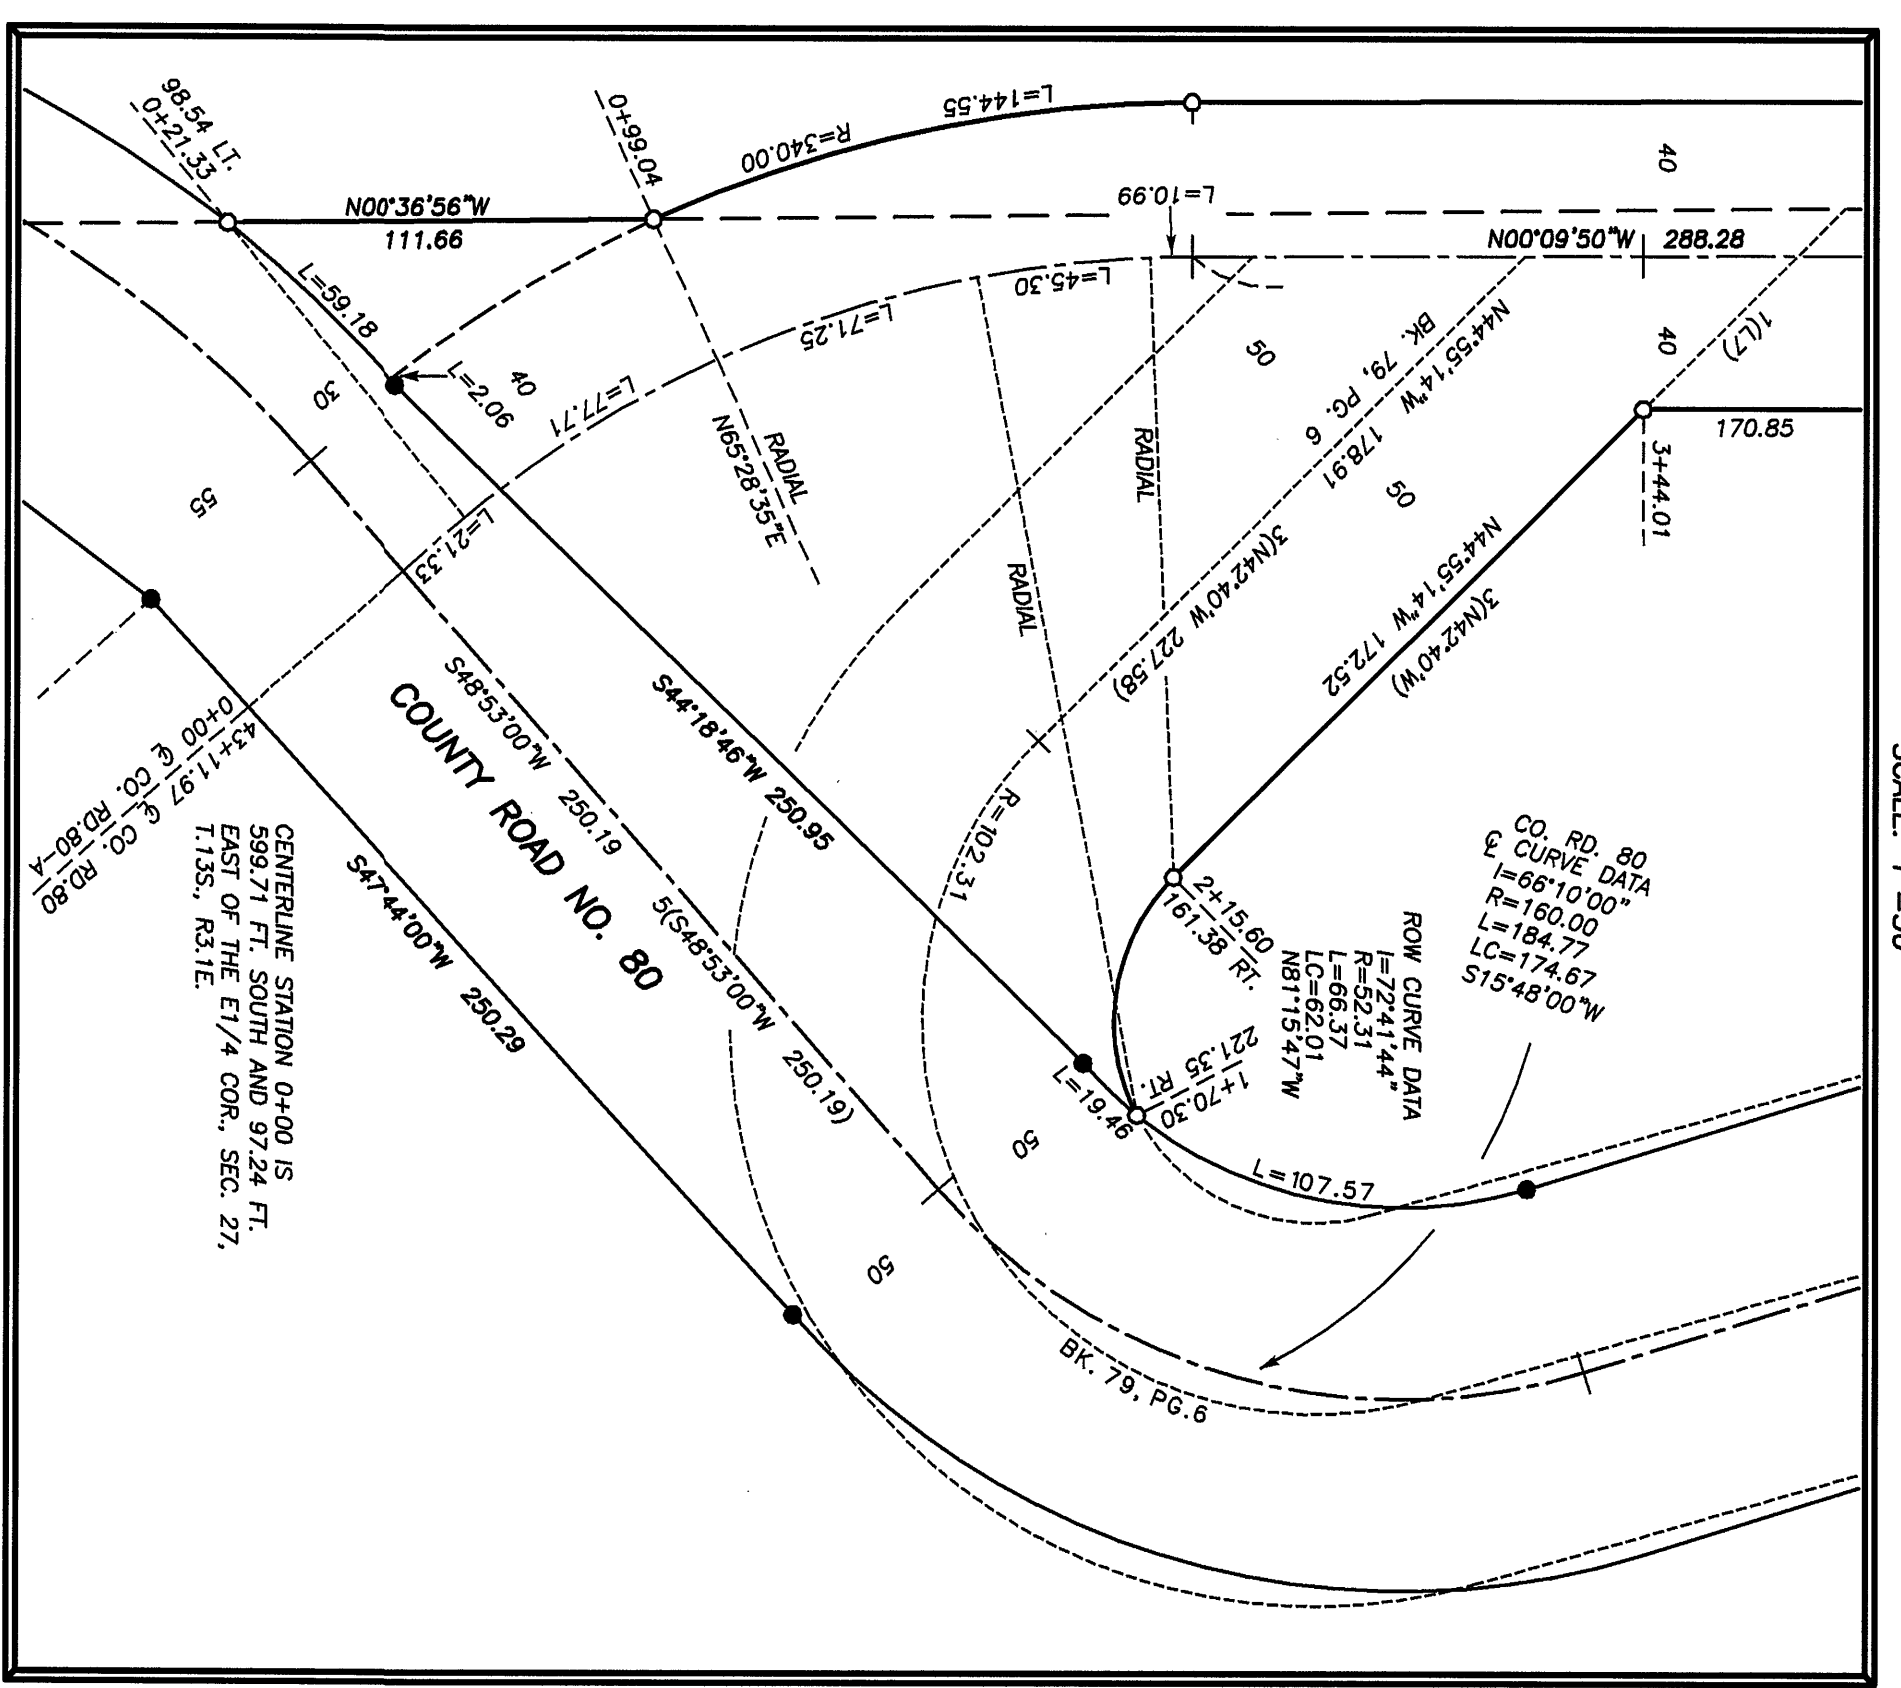 98.54 LT.
0+21.33
N00°36'56"W
111.66
0+99.04
R=340.00
L=144.55
L=10.99
40
N00°09'50"W 288.28
L=59.18
L=2.06
40
30
55
L=77.71
L=71.25
L=45.30
L=21.33
RADIAL
N65°28'35"E
RADIAL
RADIAL
50
BK. 79, PG. 6
N44°55'14"W
178.91
50
40
1(L7)
170.85
3+44.01
3(N42°40'W 227.58)
N44°55'14"W 172.52
3(N42°40'W)
S44°18'46"W 250.95
S48°53'00"W 250.19
COUNTY ROAD NO. 80
5(S48°53'00"W 250.19)
S47°44'00"W 250.29
43+11.97 ℄ CO. RD.80
0+00 ℄ CO. RD.80-A
CENTERLINE STATION 0+00 IS
599.71 FT. SOUTH AND 97.24 FT.
EAST OF THE E1/4 COR., SEC. 27,
T.13S., R3.1E.
R=102.31
2+15.60
161.38 RT.
1+70.30
221.35 RT.
L=19.46
ROW CURVE DATA
I=72°41'44"
R=52.31
L=66.37
LC=62.01
N81°15'47"W
CO. RD. 80
℄ CURVE DATA
I=66°10'00"
R=160.00
L=184.77
LC=174.67
S15°48'00"W
L=107.57
50
50
BK. 79, PG.6